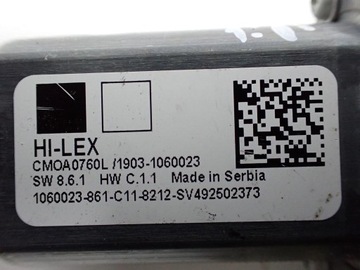 HI-LEX
CMOA0760L /1903-1060023
SW 8.6.1 HW C.1.1 Made in Serbia
1060023-861-C11-8212-SV492502373